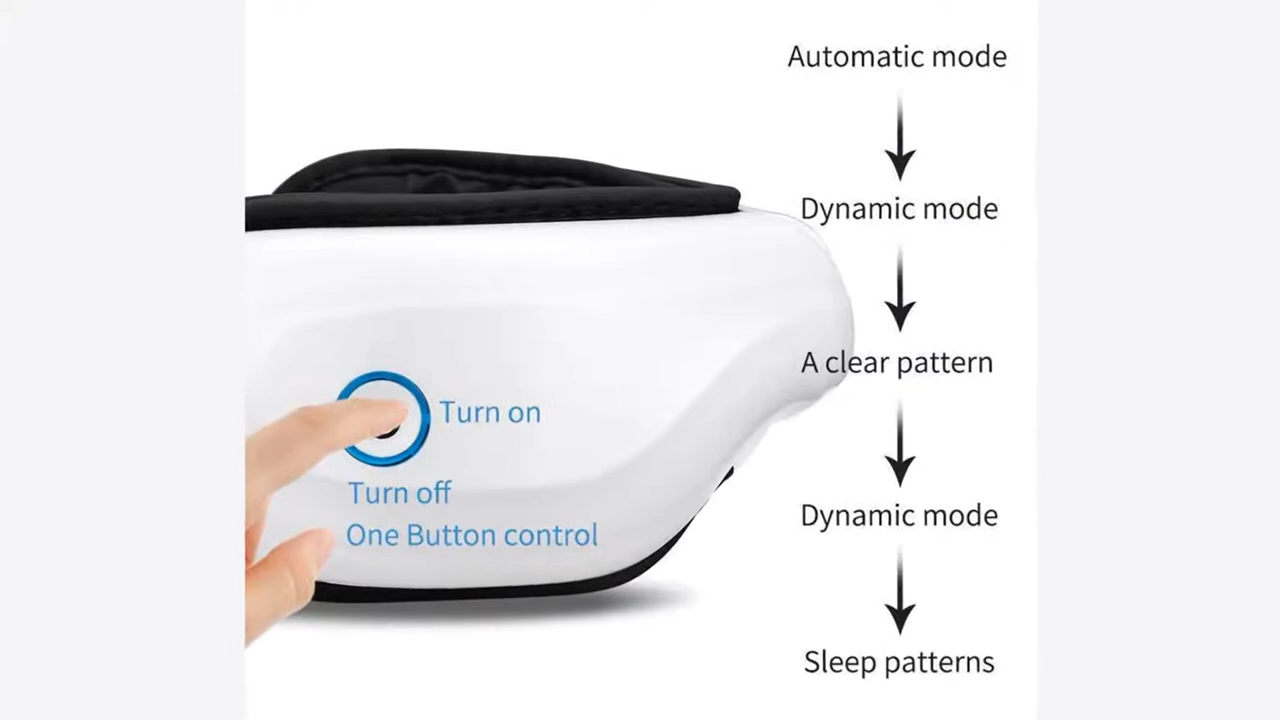 Automatic mode
Dynamic mode
A clear pattern
Turn on
Turn off
One Button control
Dynamic mode
Sleep patterns